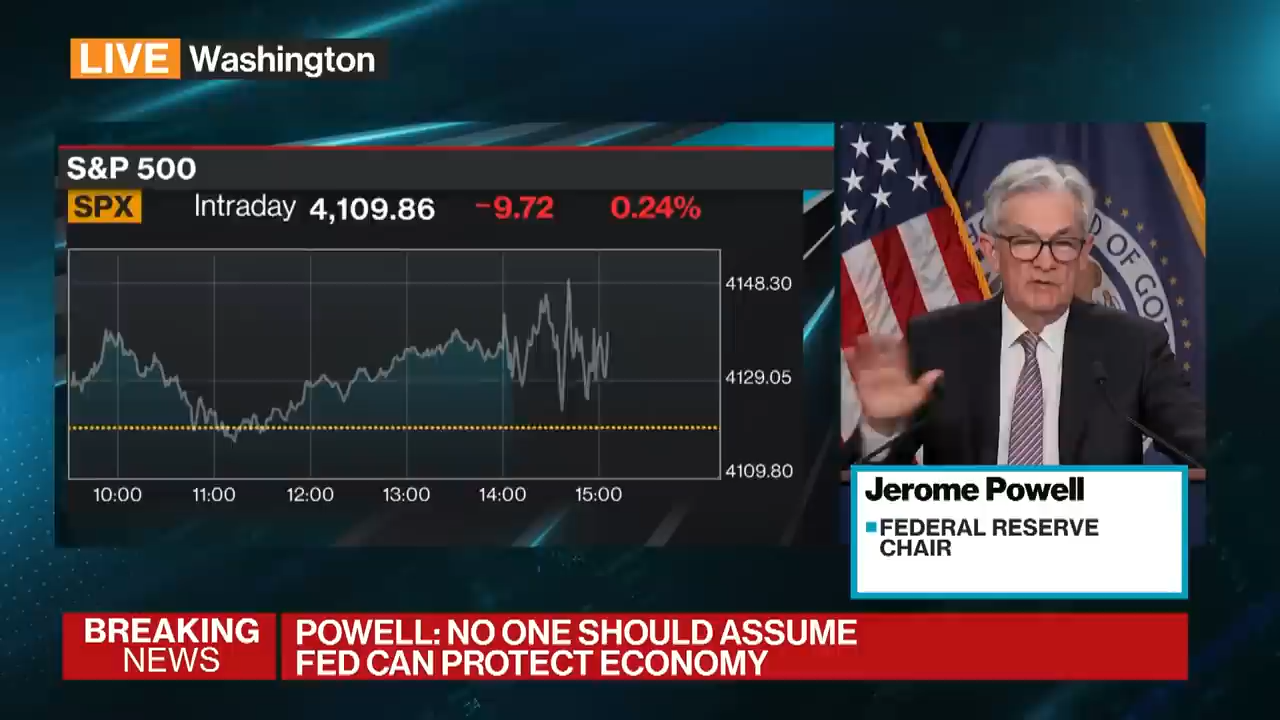 LIVE Washington
S&P 500
SPX Intraday 4,109.86 -9.72 0.24%
4148.30
4129.05
4109.80
10:00 11:00 12:00 13:00 14:00 15:00
D OF GO
Jerome Powell
FEDERAL RESERVE
CHAIR
BREAKING
NEWS
POWELL: NO ONE SHOULD ASSUME
FED CAN PROTECT ECONOMY